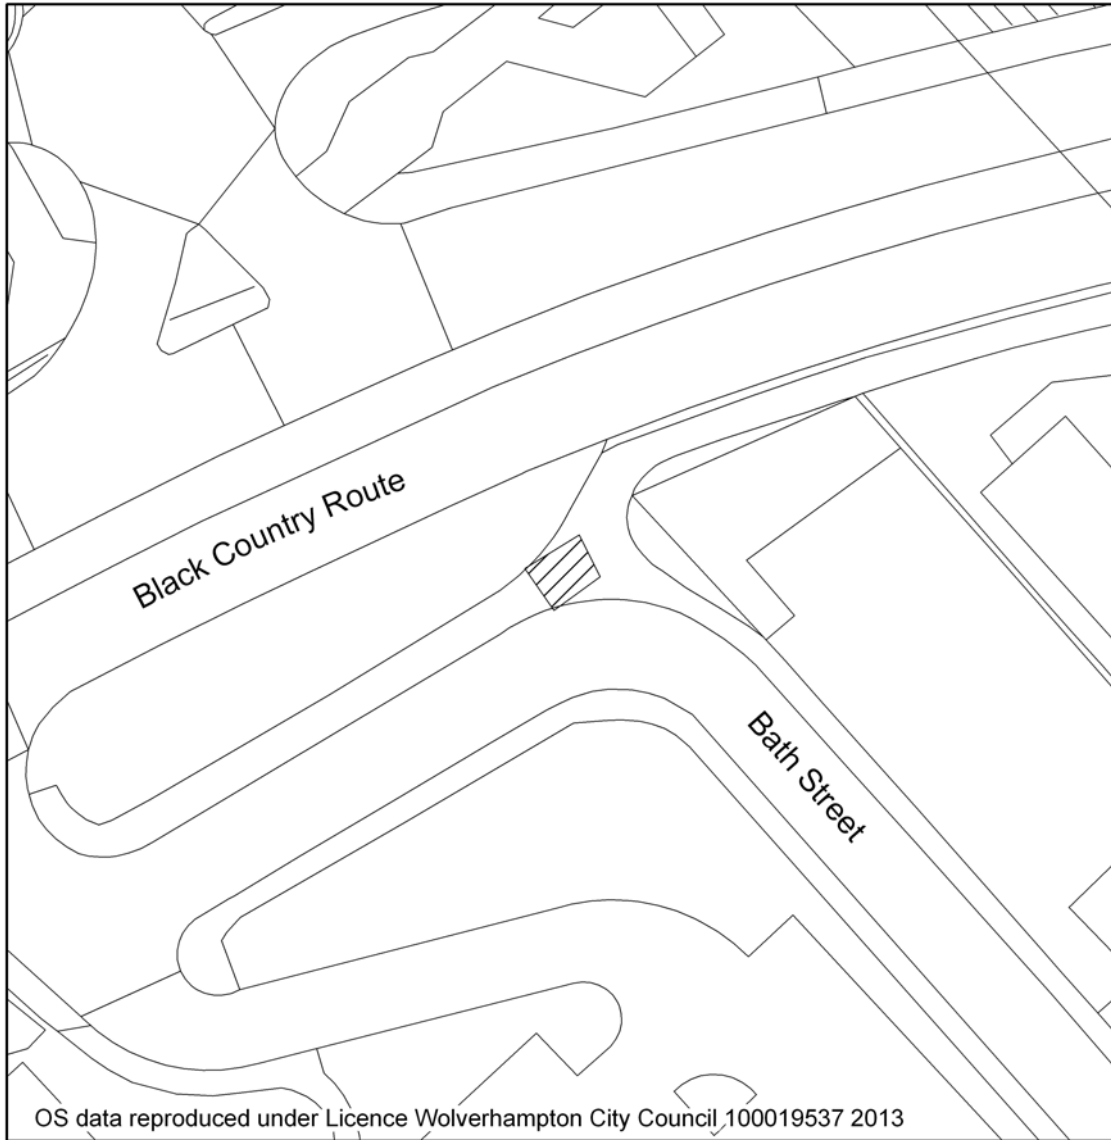 Black Country Route
Bath Street
OS data reproduced under Licence Wolverhampton City Council 100019537 2013